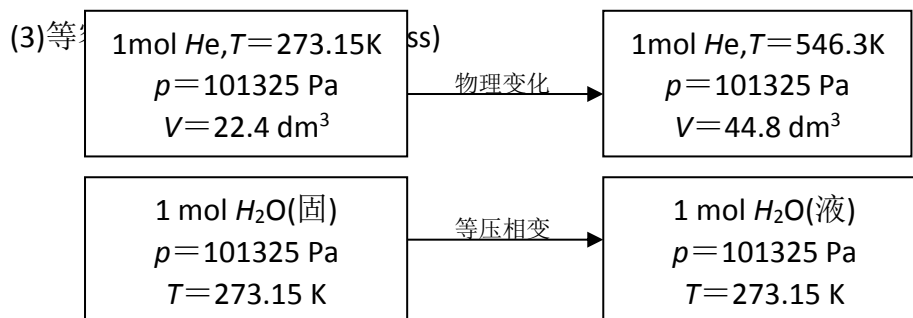 (3)等 ss)
1mol He,T＝273.15K
p＝101325 Pa
V＝22.4 dm³
物理变化
1mol He,T＝546.3K
p＝101325 Pa
V＝44.8 dm³
1 mol H₂O(固)
p＝101325 Pa
T＝273.15 K
等压相变
1 mol H₂O(液)
p＝101325 Pa
T＝273.15 K